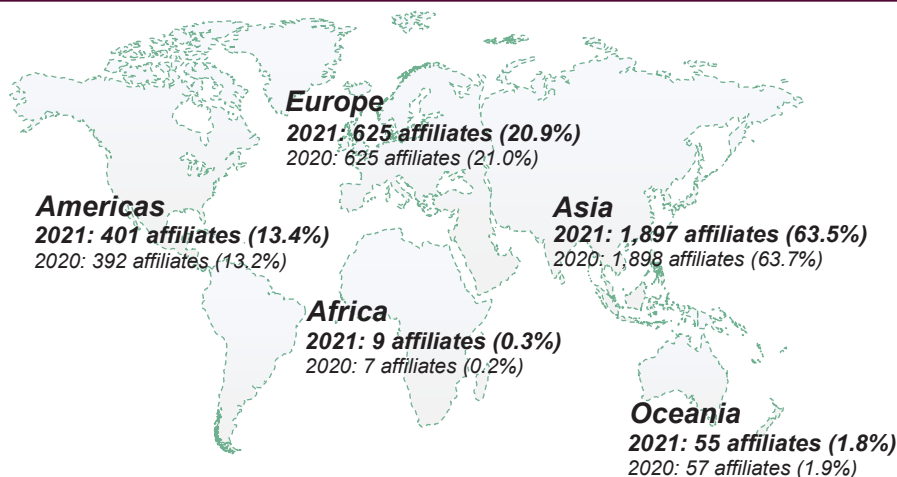 Europe
2021: 625 affiliates (20.9%)
2020: 625 affiliates (21.0%)
Americas
2021: 401 affiliates (13.4%)
2020: 392 affiliates (13.2%)
Asia
2021: 1,897 affiliates (63.5%)
2020: 1,898 affiliates (63.7%)
Africa
2021: 9 affiliates (0.3%)
2020: 7 affiliates (0.2%)
Oceania
2021: 55 affiliates (1.8%)
2020: 57 affiliates (1.9%)